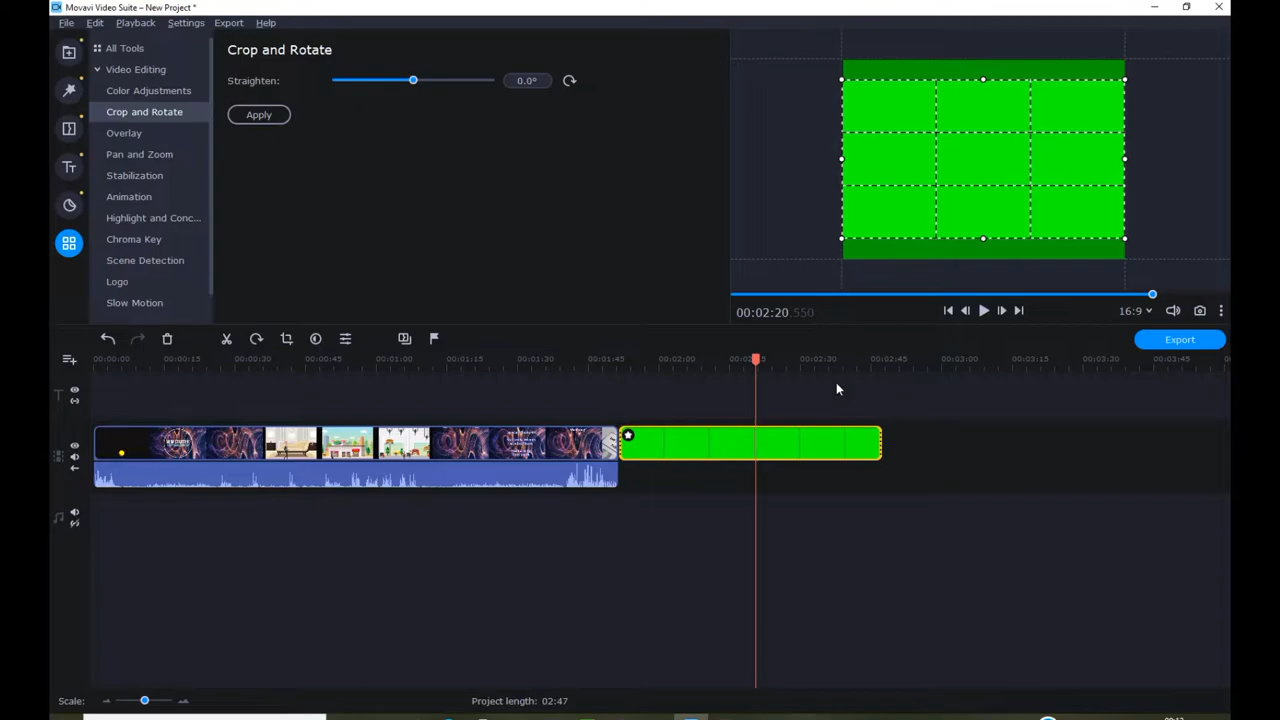 Movavi Video Suite – New Project *
File Edit Playback Settings Export Help
All Tools
Video Editing
Color Adjustments
Crop and Rotate
Overlay
Pan and Zoom
Stabilization
Animation
Highlight and Conc...
Chroma Key
Scene Detection
Logo
Slow Motion
Crop and Rotate
Straighten: 0.0°
Apply
00:02:20.550
16:9
Export
00:00:00 00:00:15 00:00:30 00:00:45 00:01:00 00:01:15 00:01:30 00:01:45 00:02:00 00:02:30 00:02:45 00:03:00 00:03:15 00:03:30 00:03:45
Scale:
Project length: 02:47